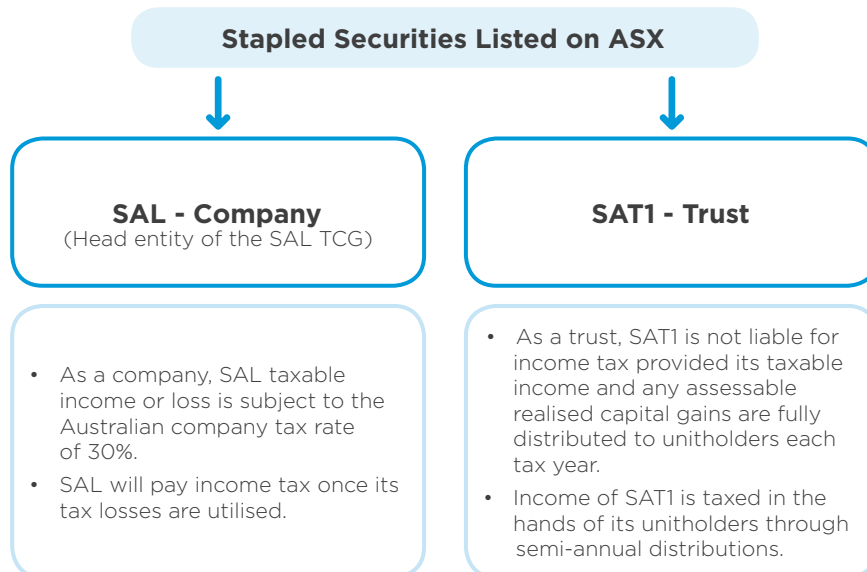 Stapled Securities Listed on ASX
SAL - Company
(Head entity of the SAL TCG)
SAT1 - Trust
• As a company, SAL taxable
income or loss is subject to the
Australian company tax rate
of 30%.
• SAL will pay income tax once its
tax losses are utilised.
• As a trust, SAT1 is not liable for
income tax provided its taxable
income and any assessable
realised capital gains are fully
distributed to unitholders each
tax year.
• Income of SAT1 is taxed in the
hands of its unitholders through
semi-annual distributions.